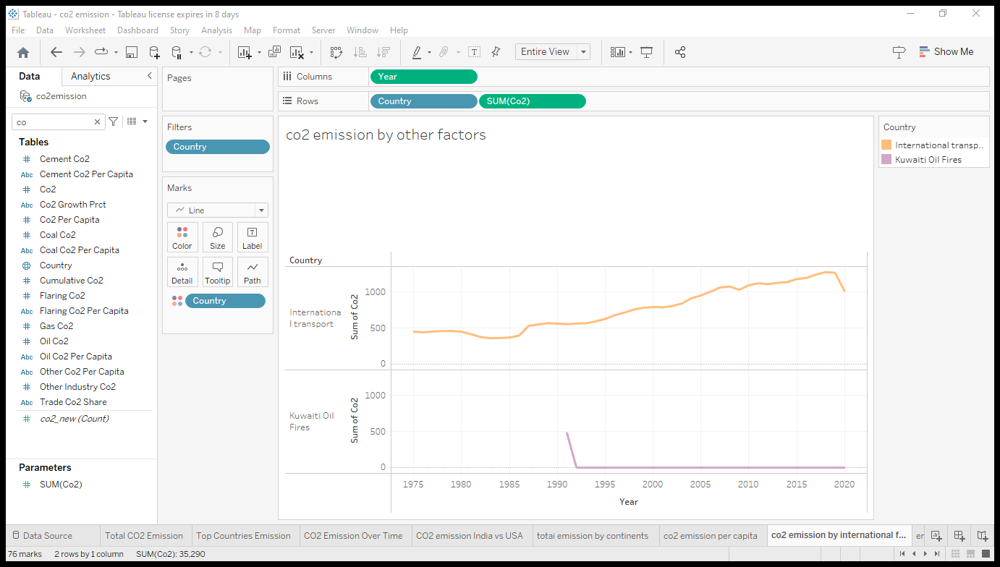 Tableau - co2 emission - Tableau license expires in 8 days
File Data Worksheet Dashboard Story Analysis Map Format Server Window Help
Entire View
Show Me
Data Analytics
co2emission
co
Tables
Cement Co2
Abc Cement Co2 Per Capita
Co2
Abc Co2 Growth Prct
Co2 Per Capita
Coal Co2
Abc Coal Co2 Per Capita
Country
Cumulative Co2
Flaring Co2
Abc Flaring Co2 Per Capita
Gas Co2
Oil Co2
Abc Oil Co2 Per Capita
Abc Other Co2 Per Capita
Other Industry Co2
Abc Trade Co2 Share
co2_new (Count)
Parameters
SUM(Co2)
Pages
Filters
Country
Marks
Line
Color Size Label
Detail Tooltip Path
Country
Columns Year
Rows Country SUM(Co2)
co2 emission by other factors
Country
Internationa
l transport
Sum of Co2
1000
500
0
Kuwaiti Oil
Fires
Sum of Co2
1000
500
0
1975 1980 1985 1990 1995 2000 2005 2010 2015 2020
Year
Country
International transp..
Kuwaiti Oil Fires
Data Source Total CO2 Emission Top Countries Emission CO2 Emission Over Time CO2 emission India vs USA totai emission by continents co2 emission per capita co2 emission by international f... er
76 marks 2 rows by 1 column SUM(Co2): 35,290